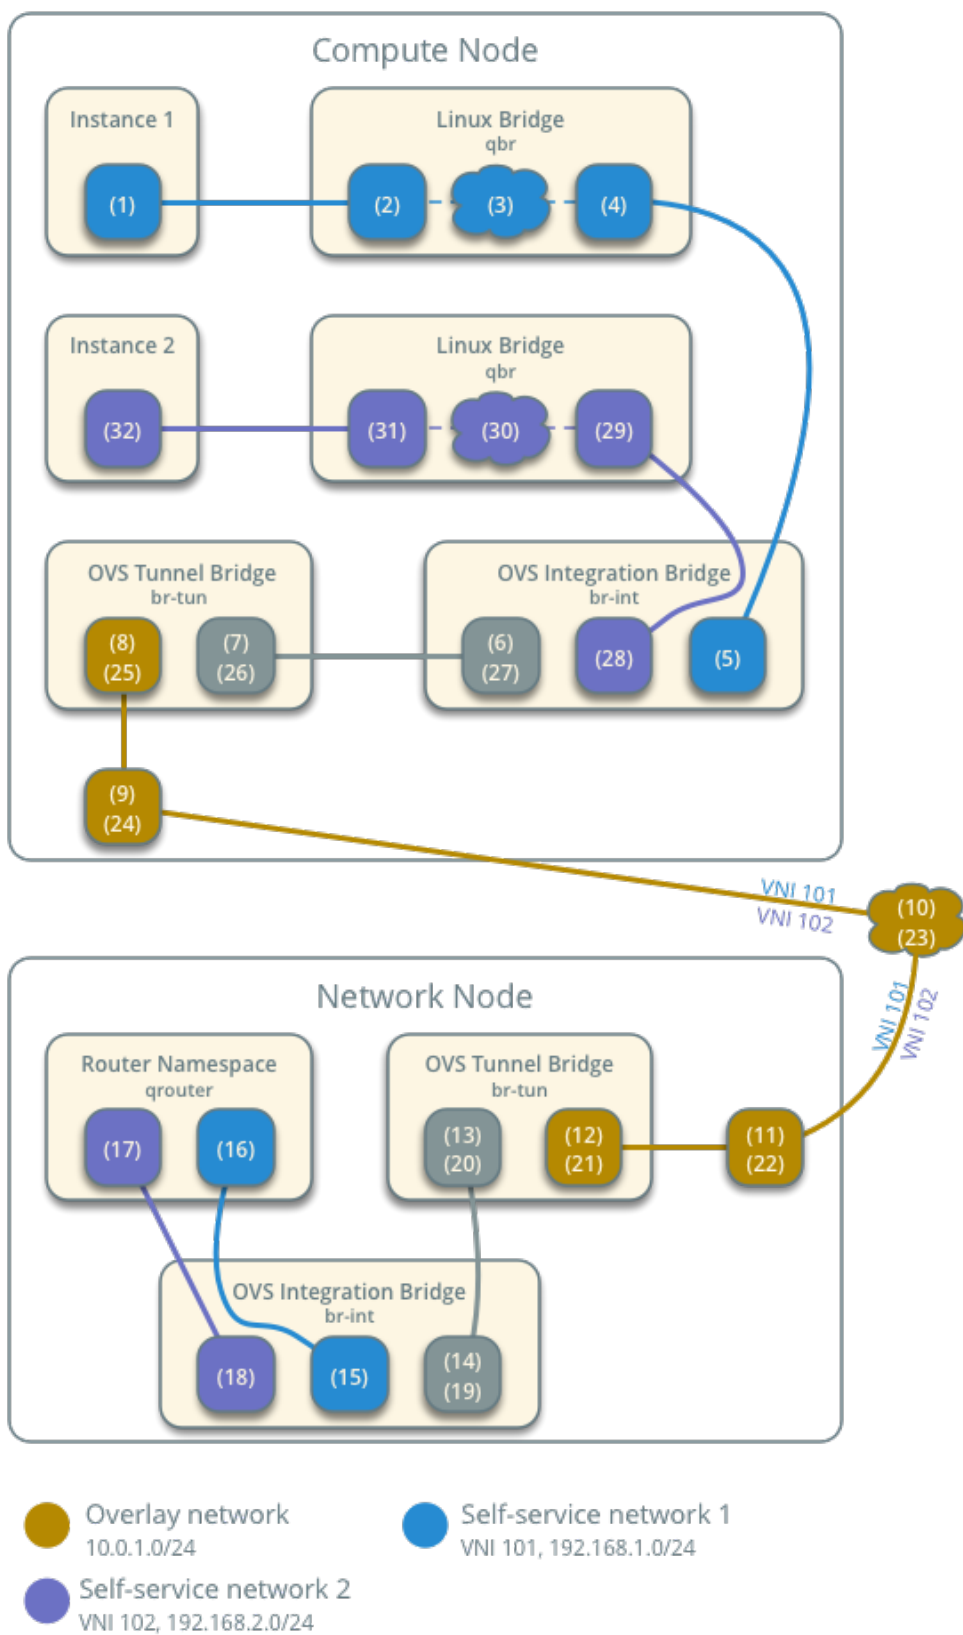 Compute Node
Instance 1
Linux Bridge
qbr
(1)
(2)
(3)
(4)
Instance 2
Linux Bridge
qbr
(32)
(31)
(30)
(29)
OVS Tunnel Bridge
br-tun
OVS Integration Bridge
br-int
(8)
(25)
(7)
(26)
(6)
(27)
(28)
(5)
(9)
(24)
VNI 101
VNI 102
(10)
(23)
VNI 101
VNI 102
Network Node
Router Namespace
qrouter
OVS Tunnel Bridge
br-tun
(17)
(16)
(13)
(20)
(12)
(21)
(11)
(22)
OVS Integration Bridge
br-int
(18)
(15)
(14)
(19)
Overlay network
10.0.1.0/24
Self-service network 1
VNI 101, 192.168.1.0/24
Self-service network 2
VNI 102, 192.168.2.0/24